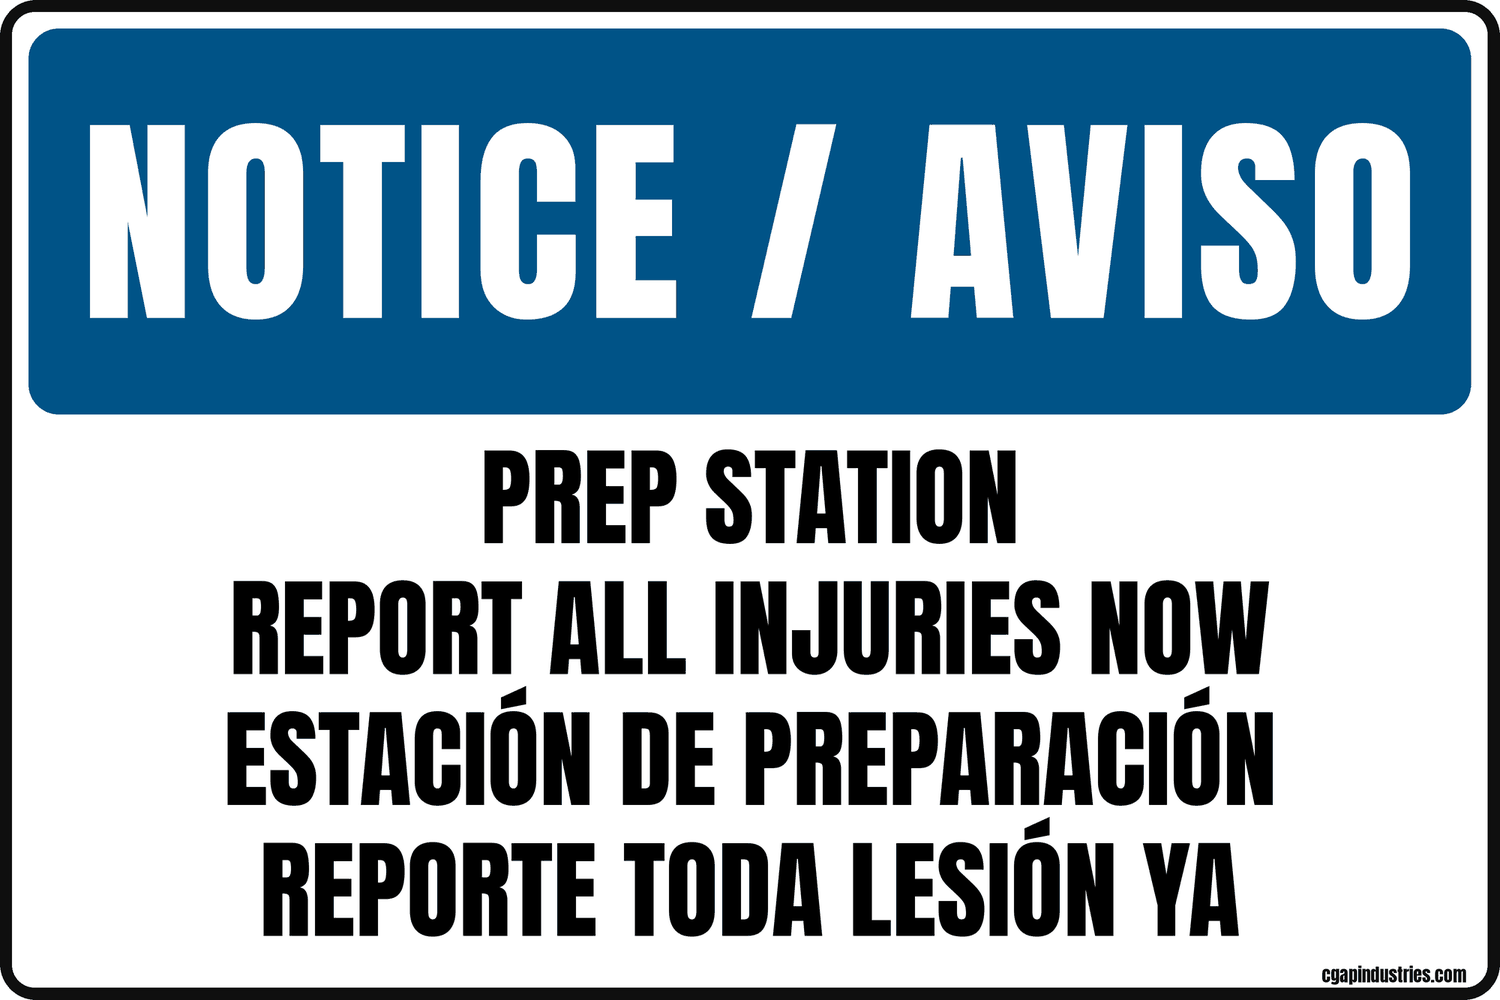 NOTICE / AVISO
PREP STATION
REPORT ALL INJURIES NOW
ESTACIÓN DE PREPARACIÓN
REPORTE TODA LESIÓN YA
cgapindustries.com